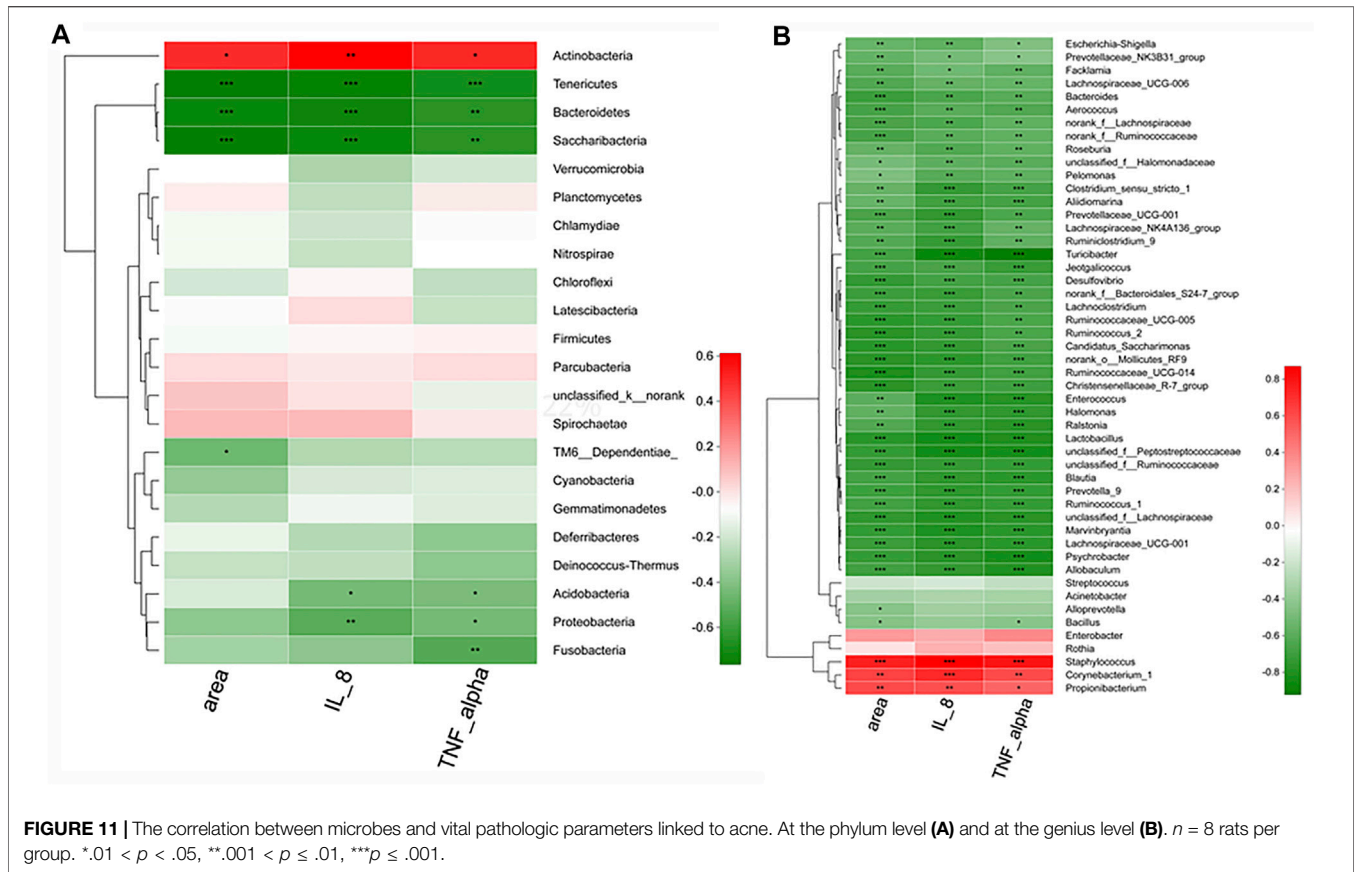 A
Actinobacteria
Tenericutes
Bacteroidetes
Saccharibacteria
Verrucomicrobia
Planctomycetes
Chlamydiae
Nitrospirae
Chloroflexi
Latescibacteria
Firmicutes
Parcubacteria
unclassified_k__norank
Spirochaetae
TM6__Dependentiae_
Cyanobacteria
Gemmatimonadetes
Deferribacteres
Deinococcus-Thermus
Acidobacteria
Proteobacteria
Fusobacteria
* ** *
*** *** ***
*** *** **
*** *** **
*
* *
** *
**
area
IL_8
TNF_alpha
0.6
0.4
0.2
-0.0
-0.2
-0.4
-0.6
22%
B
Escherichia-Shigella
Prevotellaceae_NK3B31_group
Facklamia
Lachnospiraceae_UCG-006
Bacteroides
Aerococcus
norank_f__Lachnospiraceae
norank_f__Ruminococcaceae
Roseburia
unclassified_f__Halomonadaceae
Pelomonas
Clostridium_sensu_stricto_1
Aliidiomarina
Prevotellaceae_UCG-001
Lachnospiraceae_NK4A136_group
Ruminiclostridium_9
Turicibacter
Jeotgalicoccus
Desulfovibrio
norank_f__Bacteroidales_S24-7_group
Lachnoclostridium
Ruminococcaceae_UCG-005
Ruminococcus_2
Candidatus_Saccharimonas
norank_o__Mollicutes_RF9
Ruminococcaceae_UCG-014
Christensenellaceae_R-7_group
Enterococcus
Halomonas
Ralstonia
Lactobacillus
unclassified_f__Peptostreptococcaceae
unclassified_f__Ruminococcaceae
Blautia
Prevotella_9
Ruminococcus_1
unclassified_f__Lachnospiraceae
Marvinbryantia
Lachnospiraceae_UCG-001
Psychrobacter
Allobaculum
Streptococcus
Acinetobacter
Alloprevotella
Bacillus
Enterobacter
Rothia
Staphylococcus
Corynebacterium_1
Propionibacterium
area
IL_8
TNF_alpha
0.8
0.6
0.4
0.2
0.0
-0.2
-0.4
-0.6
-0.8
FIGURE 11 | The correlation between microbes and vital pathologic parameters linked to acne. At the phylum level (A) and at the genius level (B). n = 8 rats per
group. *.01 < p < .05, **.001 < p ≤ .01, ***p ≤ .001.